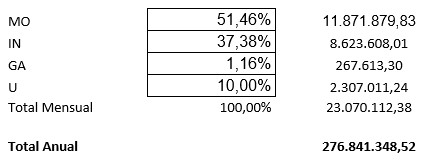 MO 51,46% 11.871.879,83
IN 37,38% 8.623.608,01
GA 1,16% 267.613,30
U 10,00% 2.307.011,24
Total Mensual 100,00% 23.070.112,38
Total Anual 276.841.348,52